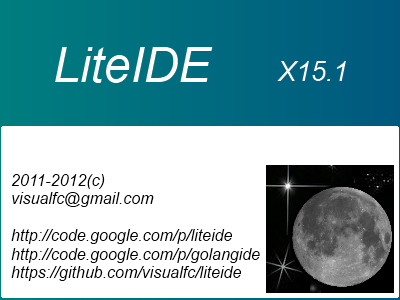 LiteIDE X15.1
2011-2012(c)
visualfc@gmail.com
http://code.google.com/p/liteide
http://code.google.com/p/golangide
https://github.com/visualfc/liteide